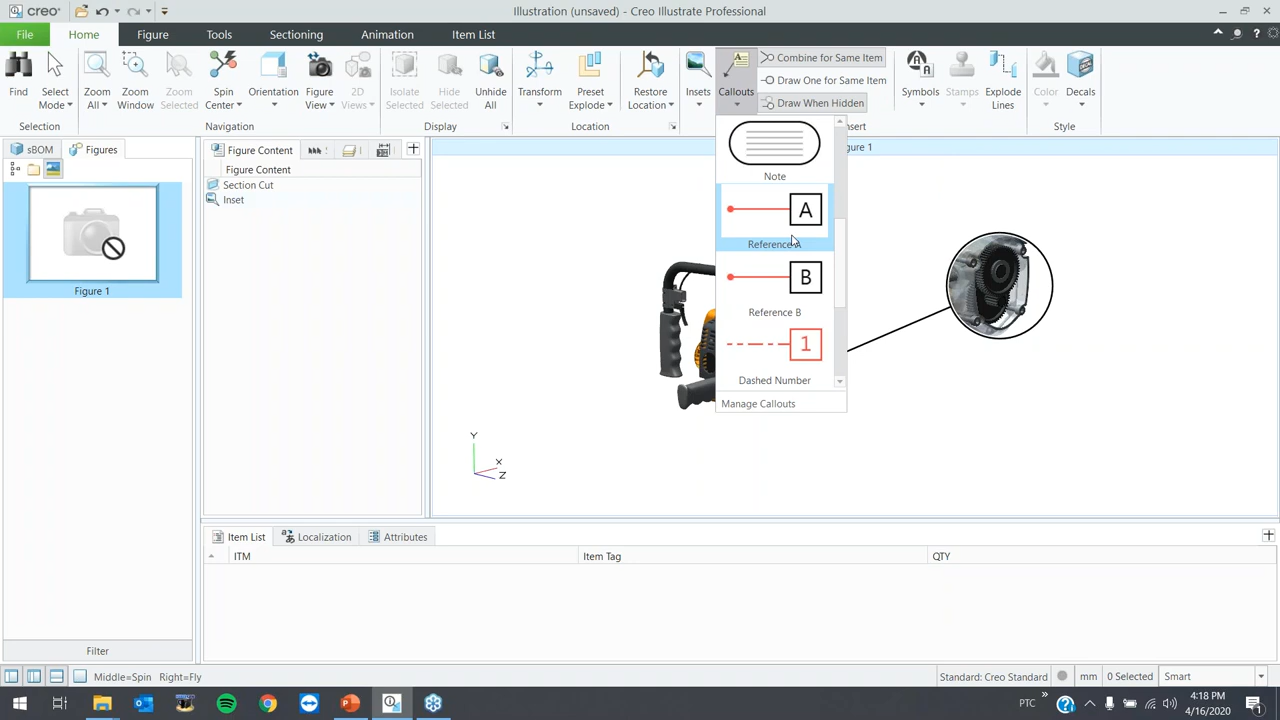 creo
Illustration (unsaved) - Creo Illustrate Professional
File
Home
Figure
Tools
Sectioning
Animation
Item List
Find
Select Mode
Zoom All
Zoom Window
Zoom Selected
Spin Center
Orientation
Figure View
2D Views
Isolate Selected
Hide Selected
Unhide All
Transform
Preset Explode
Restore Location
Insets
Callouts
Combine for Same Item
Draw One for Same Item
Draw When Hidden
Symbols
Stamps
Explode Lines
Color
Decals
Selection
Navigation
Display
Location
Insert
Style
sBOM
Figures
Figure 1
Figure Content
Figure Content
Section Cut
Inset
Note
A
Reference A
B
Reference B
1
Dashed Number
Manage Callouts
gure 1
Y
X
Z
Item List
Localization
Attributes
ITM
Item Tag
QTY
Filter
Middle=Spin Right=Fly
Standard: Creo Standard
mm
0 Selected
Smart
PTC
4:18 PM
4/16/2020